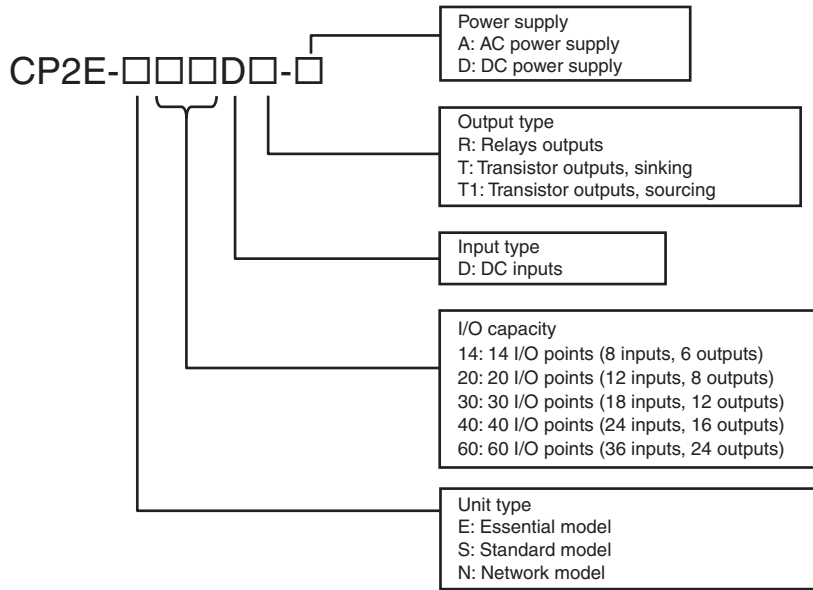 Power supply
A: AC power supply
D: DC power supply
CP2E-□□□D□-□
Output type
R: Relays outputs
T: Transistor outputs, sinking
T1: Transistor outputs, sourcing
Input type
D: DC inputs
I/O capacity
14: 14 I/O points (8 inputs, 6 outputs)
20: 20 I/O points (12 inputs, 8 outputs)
30: 30 I/O points (18 inputs, 12 outputs)
40: 40 I/O points (24 inputs, 16 outputs)
60: 60 I/O points (36 inputs, 24 outputs)
Unit type
E: Essential model
S: Standard model
N: Network model